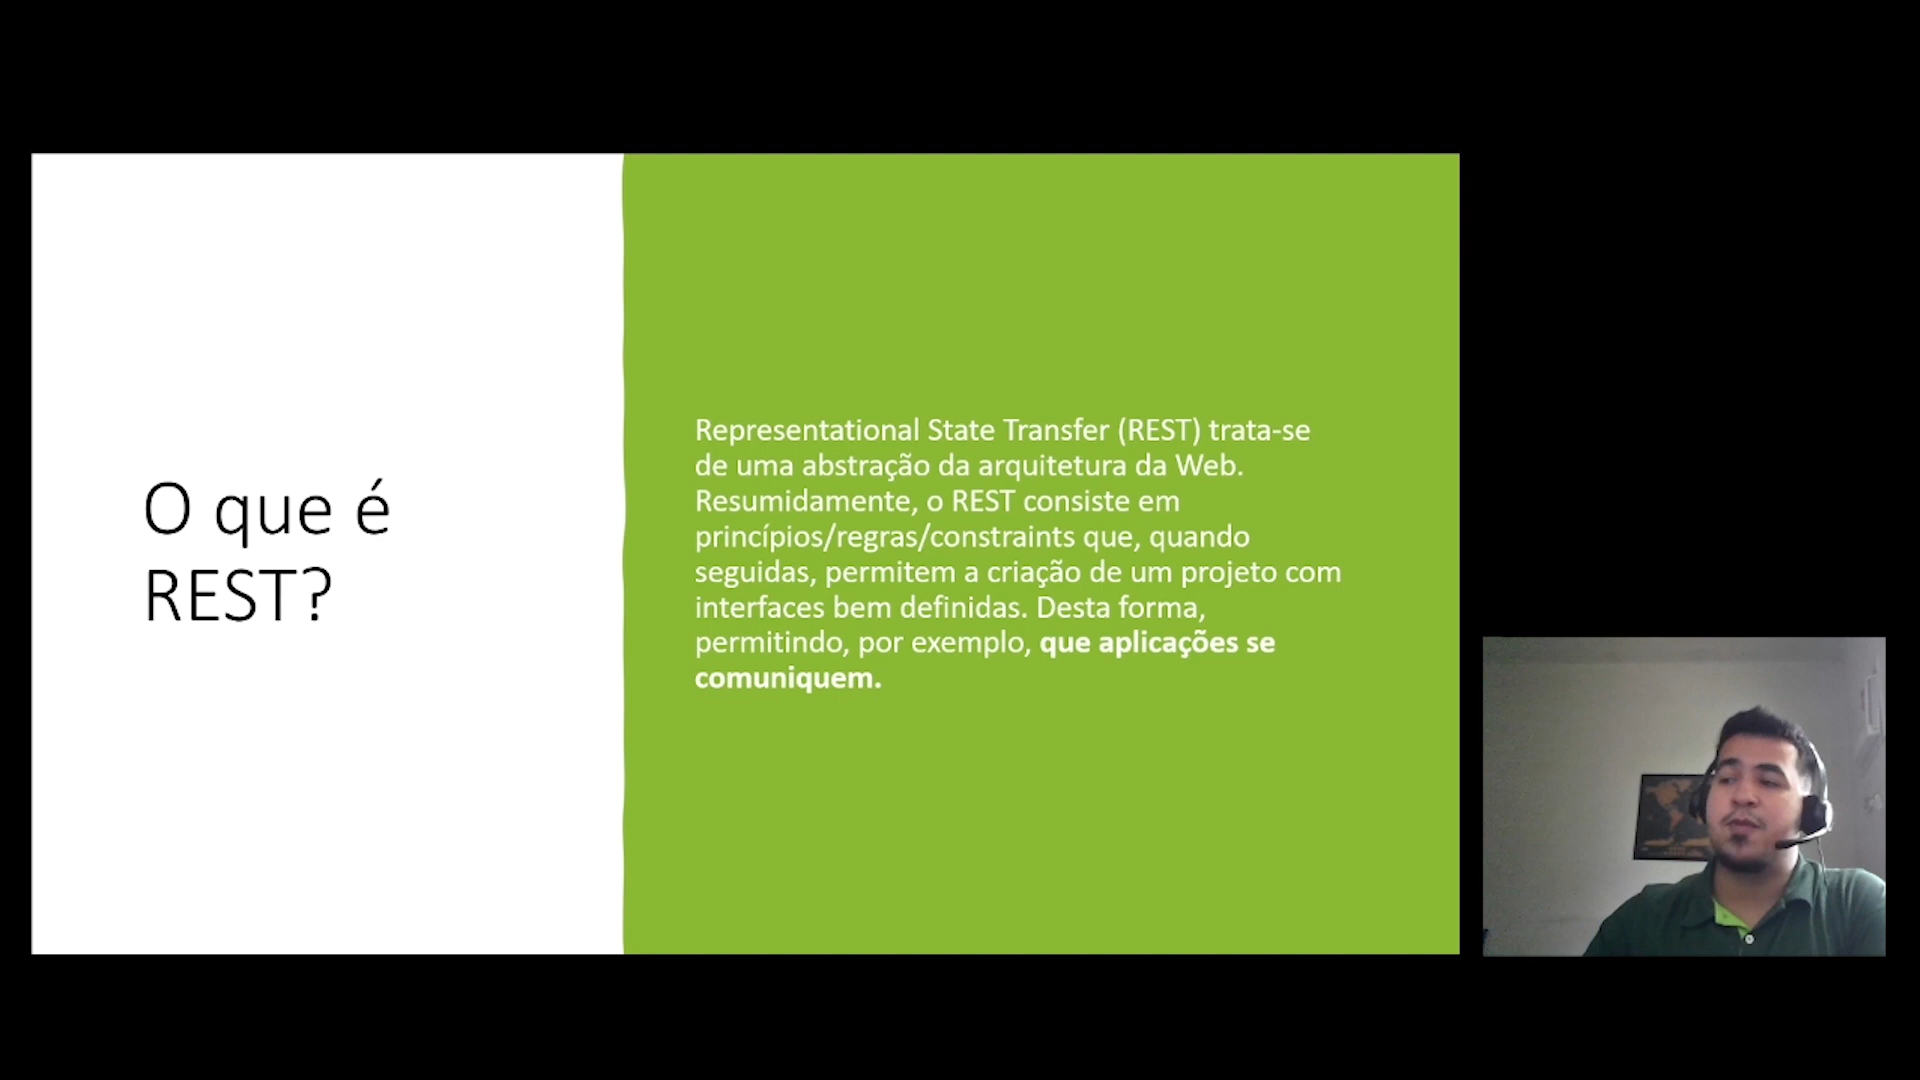 O que é
REST?
Representational State Transfer (REST) trata-se
de uma abstração da arquitetura da Web.
Resumidamente, o REST consiste em
princípios/regras/constraints que, quando
seguidas, permitem a criação de um projeto com
interfaces bem definidas. Desta forma,
permitindo, por exemplo, que aplicações se
comuniquem.